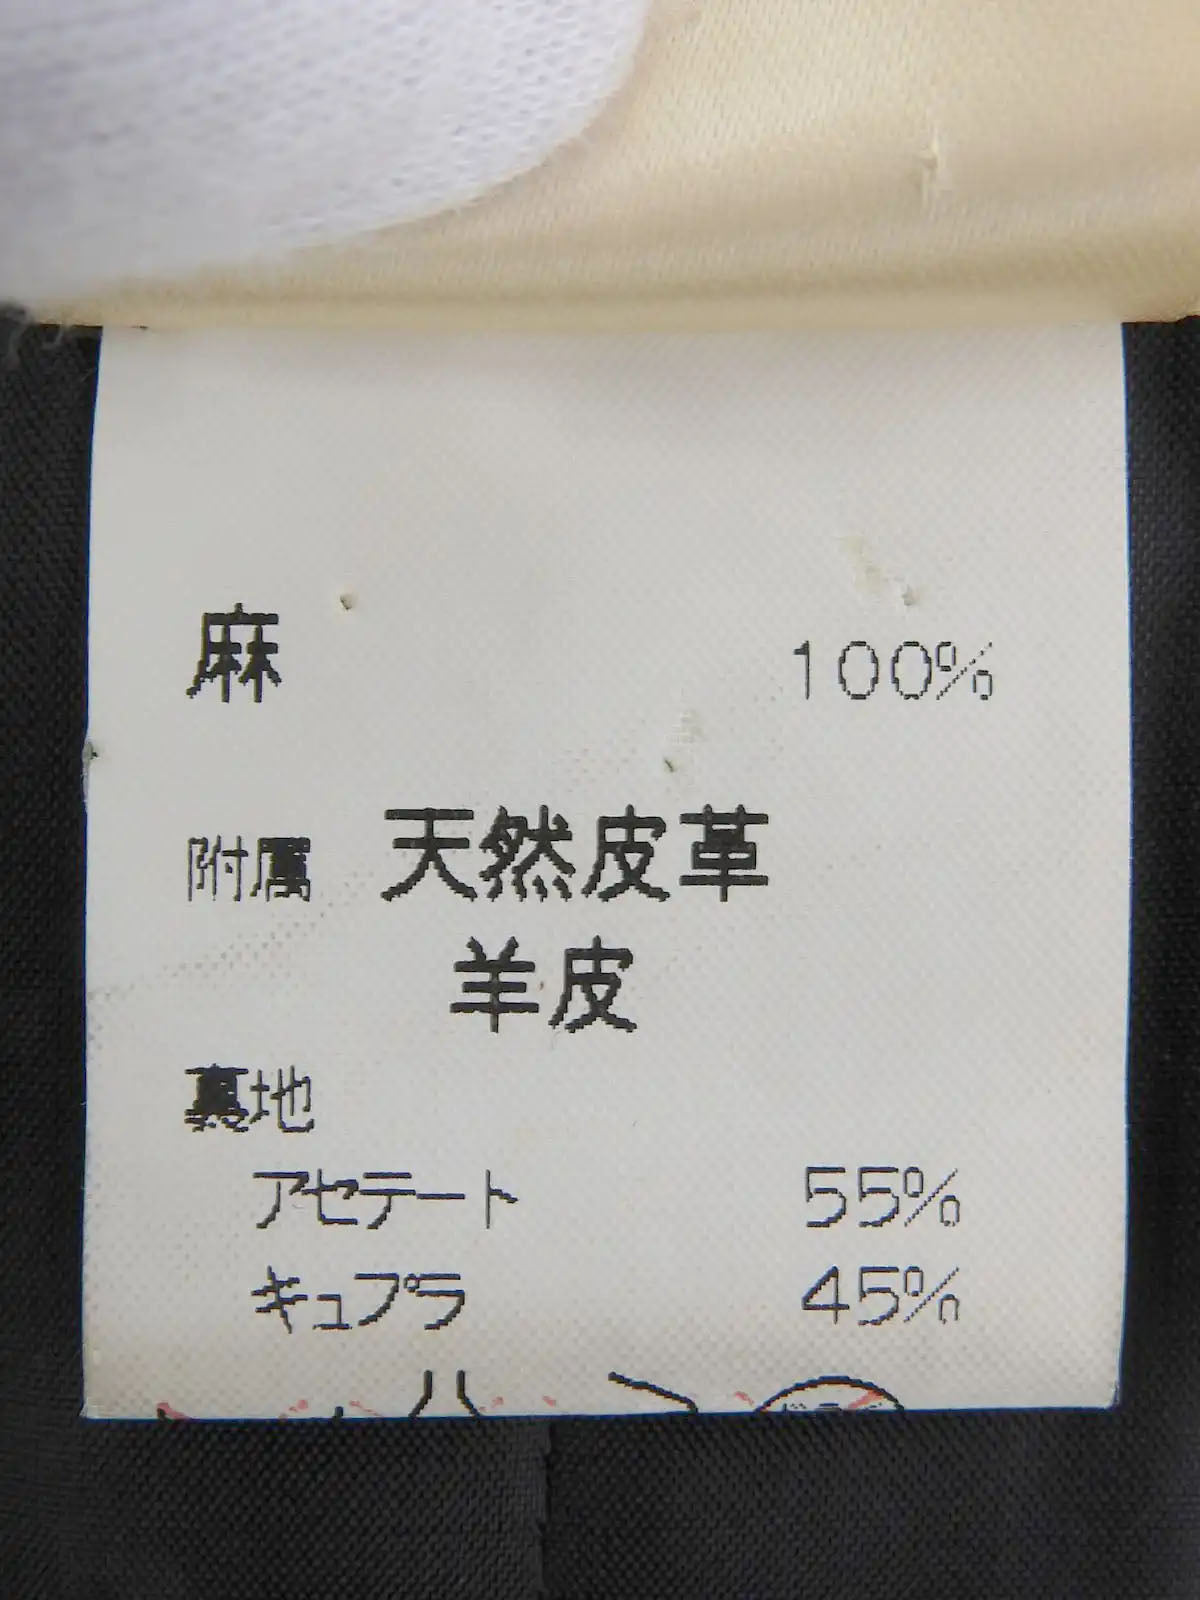 麻 100%
附属 天然皮革
羊皮
裏地
アセテート 55%
キュプラ 45%